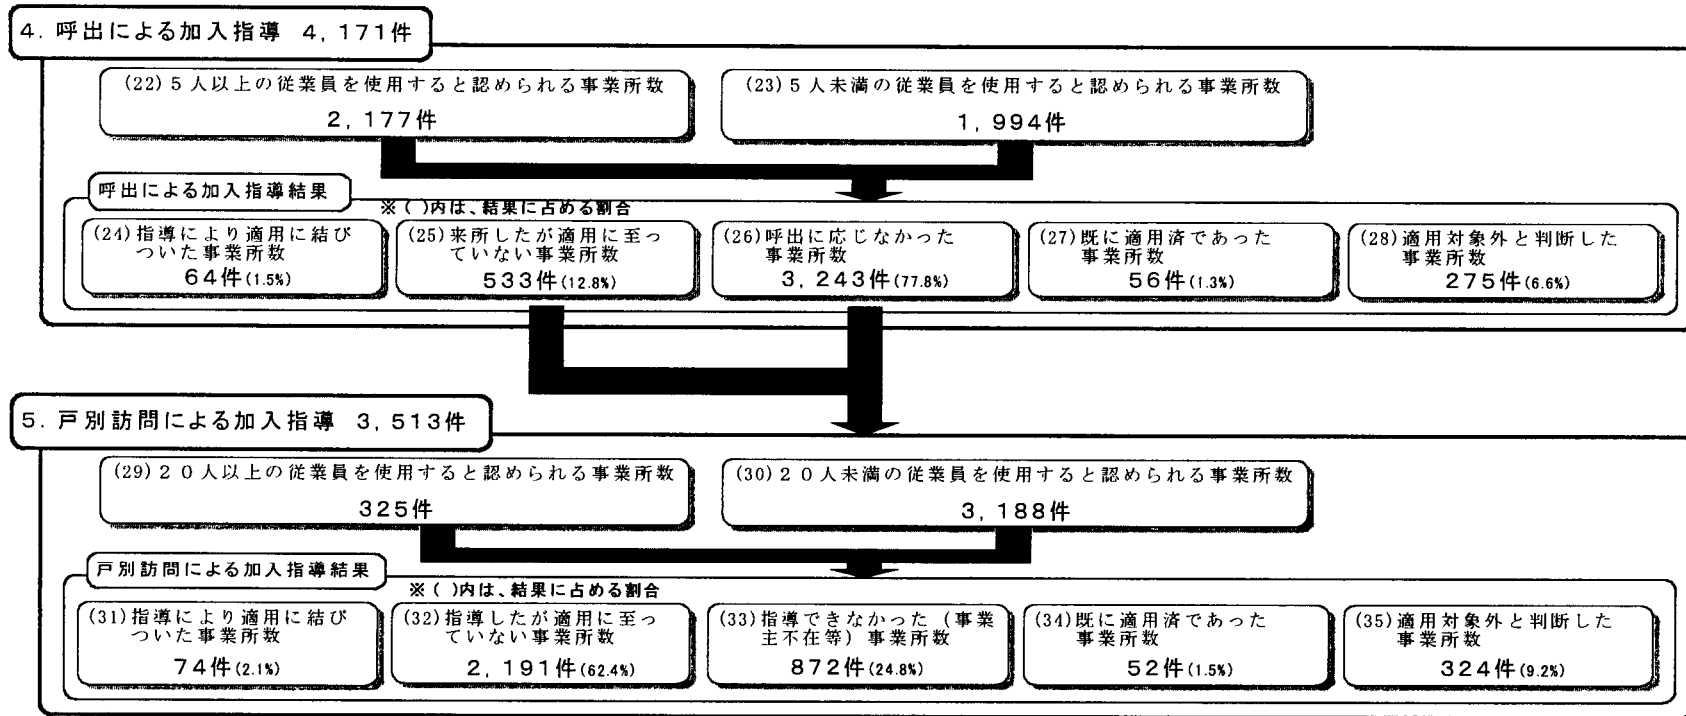 4. 呼出による加入指導 4,171件
(22)5人以上の従業員を使用すると認められる事業所数
2,177件
(23)5人未満の従業員を使用すると認められる事業所数
1,994件
呼出による加入指導結果
※( )内は、結果に占める割合
(24)指導により適用に結び
ついた事業所数
64件(1.5%)
(25)来所したが適用に至っ
ていない事業所数
533件(12.8%)
(26)呼出に応じなかった
事業所数
3,243件(77.8%)
(27)既に適用済であった
事業所数
56件(1.3%)
(28)適用対象外と判断した
事業所数
275件(6.6%)
5. 戸別訪問による加入指導 3,513件
(29)20人以上の従業員を使用すると認められる事業所数
325件
(30)20人未満の従業員を使用すると認められる事業所数
3,188件
戸別訪問による加入指導結果
※( )内は、結果に占める割合
(31)指導により適用に結び
ついた事業所数
74件(2.1%)
(32)指導したが適用に至っ
ていない事業所数
2,191件(62.4%)
(33)指導できなかった(事業
主不在等)事業所数
872件(24.8%)
(34)既に適用済であった
事業所数
52件(1.5%)
(35)適用対象外と判断した
事業所数
324件(9.2%)